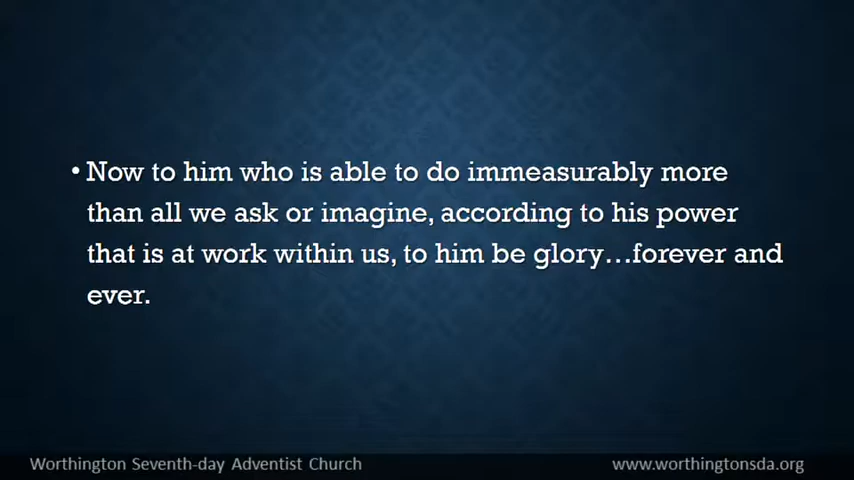 • Now to him who is able to do immeasurably more
than all we ask or imagine, according to his power
that is at work within us, to him be glory…forever and
ever.
Worthington Seventh-day Adventist Church
www.worthingtonsda.org